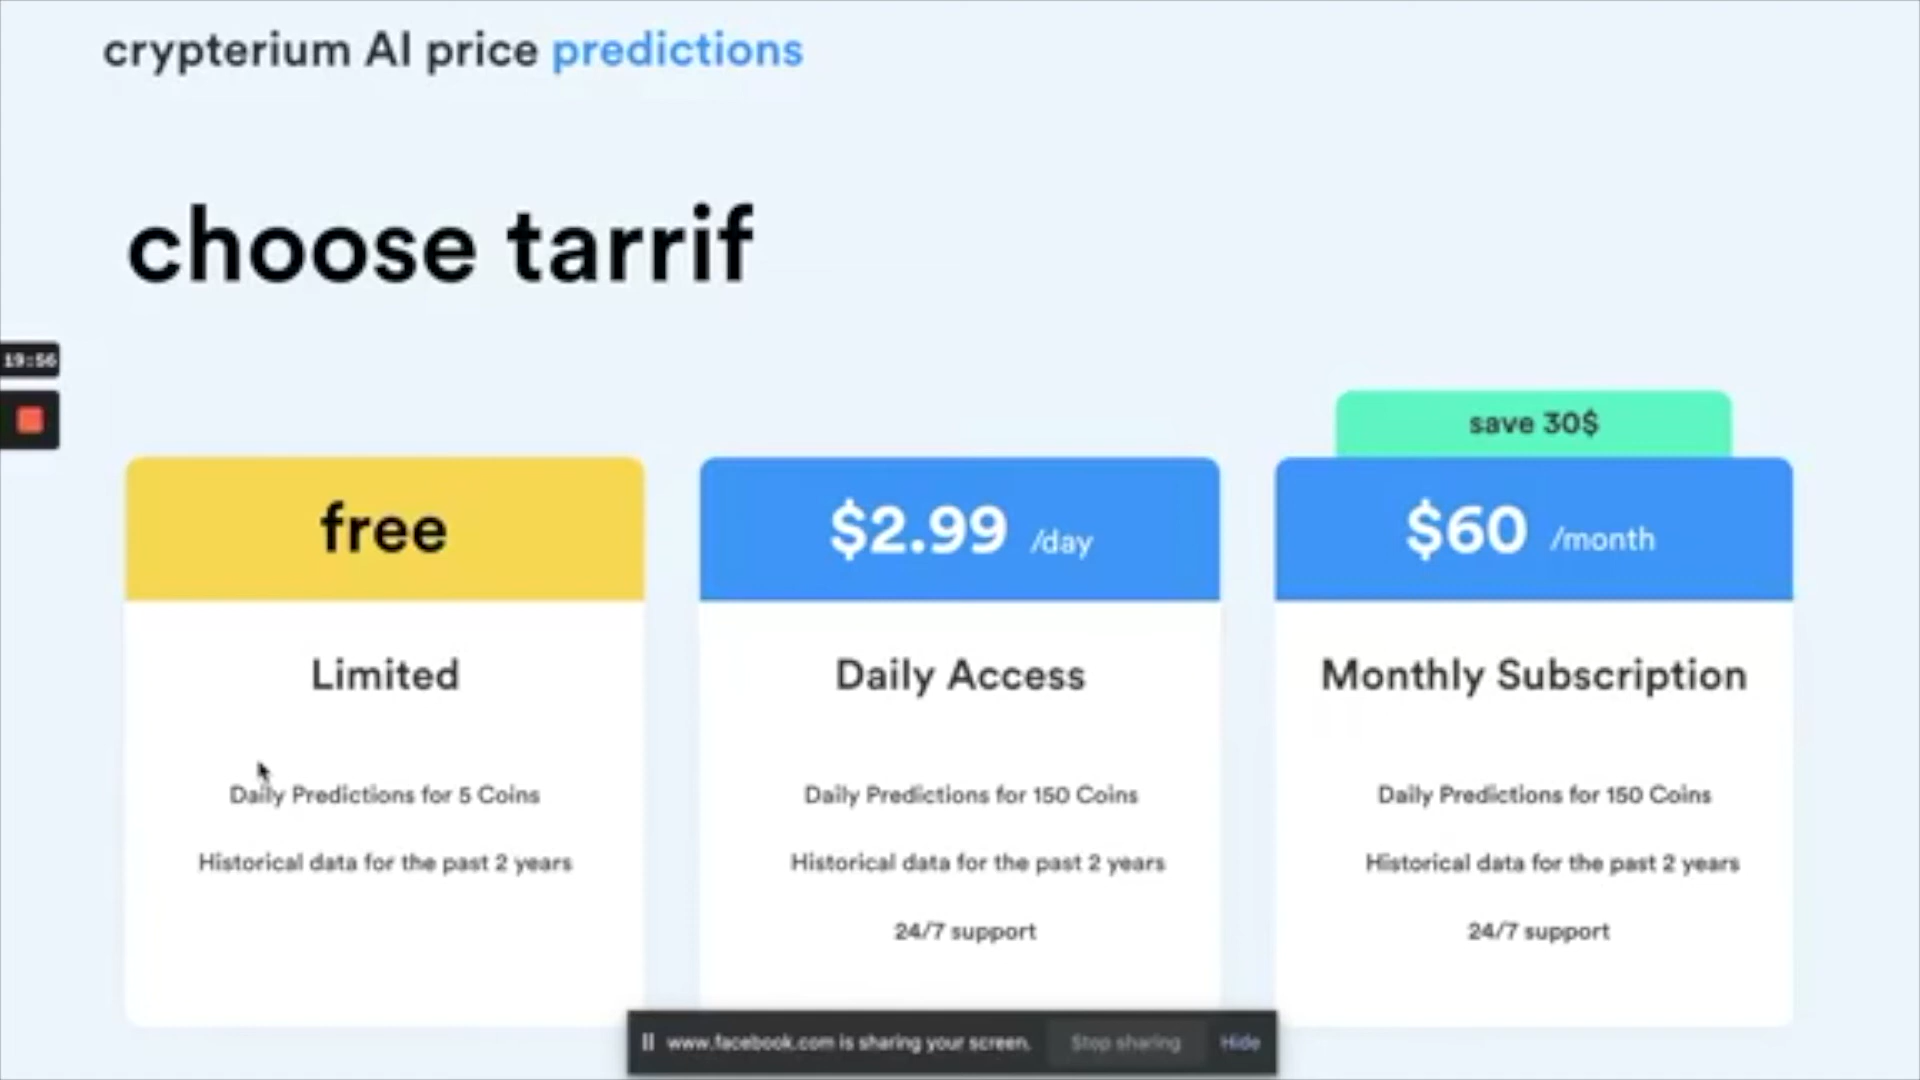 crypterium AI price predictions
choose tarrif
19:56
save 30$
free
$2.99 /day
$60 /month
Limited
Daily Access
Monthly Subscription
Daily Predictions for 5 Coins
Daily Predictions for 150 Coins
Daily Predictions for 150 Coins
Historical data for the past 2 years
Historical data for the past 2 years
Historical data for the past 2 years
24/7 support
24/7 support
www.facebook.com is sharing your screen.
Stop sharing
Hide